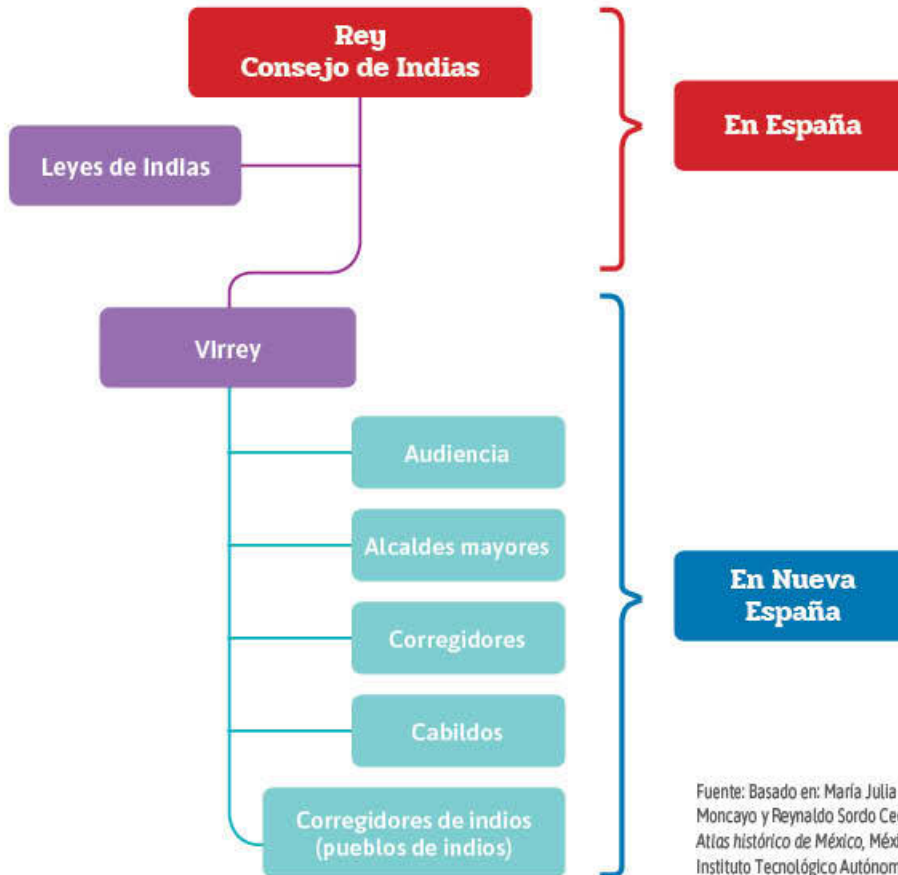 Rey
Consejo de Indias
En España
Leyes de Indias
Virrey
Audiencia
Alcaldes mayores
En Nueva
España
Corregidores
Cabildos
Corregidores de indios
(pueblos de indios)
Fuente: Basado en: María Julia
Moncayo y Reynaldo Sordo
Atlas histórico de México,
Instituto Tecnológico